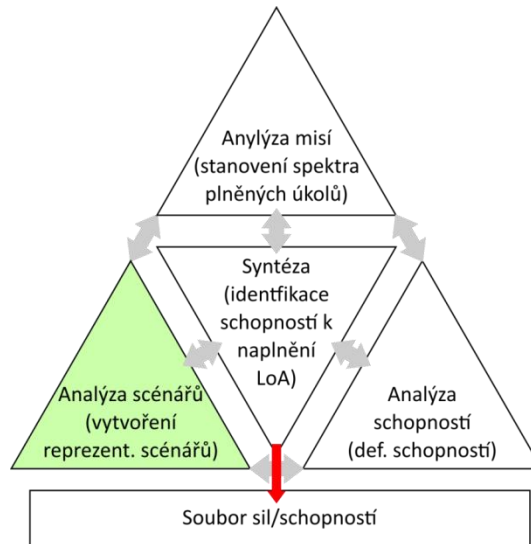 Anylýza misí
(stanovení spektra
plněných úkolů)
Syntéza
(identifikace
schopností k
naplnění
LoA)
Analýza scénářů
(vytvoření
reprezent. scénářů)
Analýza
schopností
(def. schopností)
Soubor sil/schopností